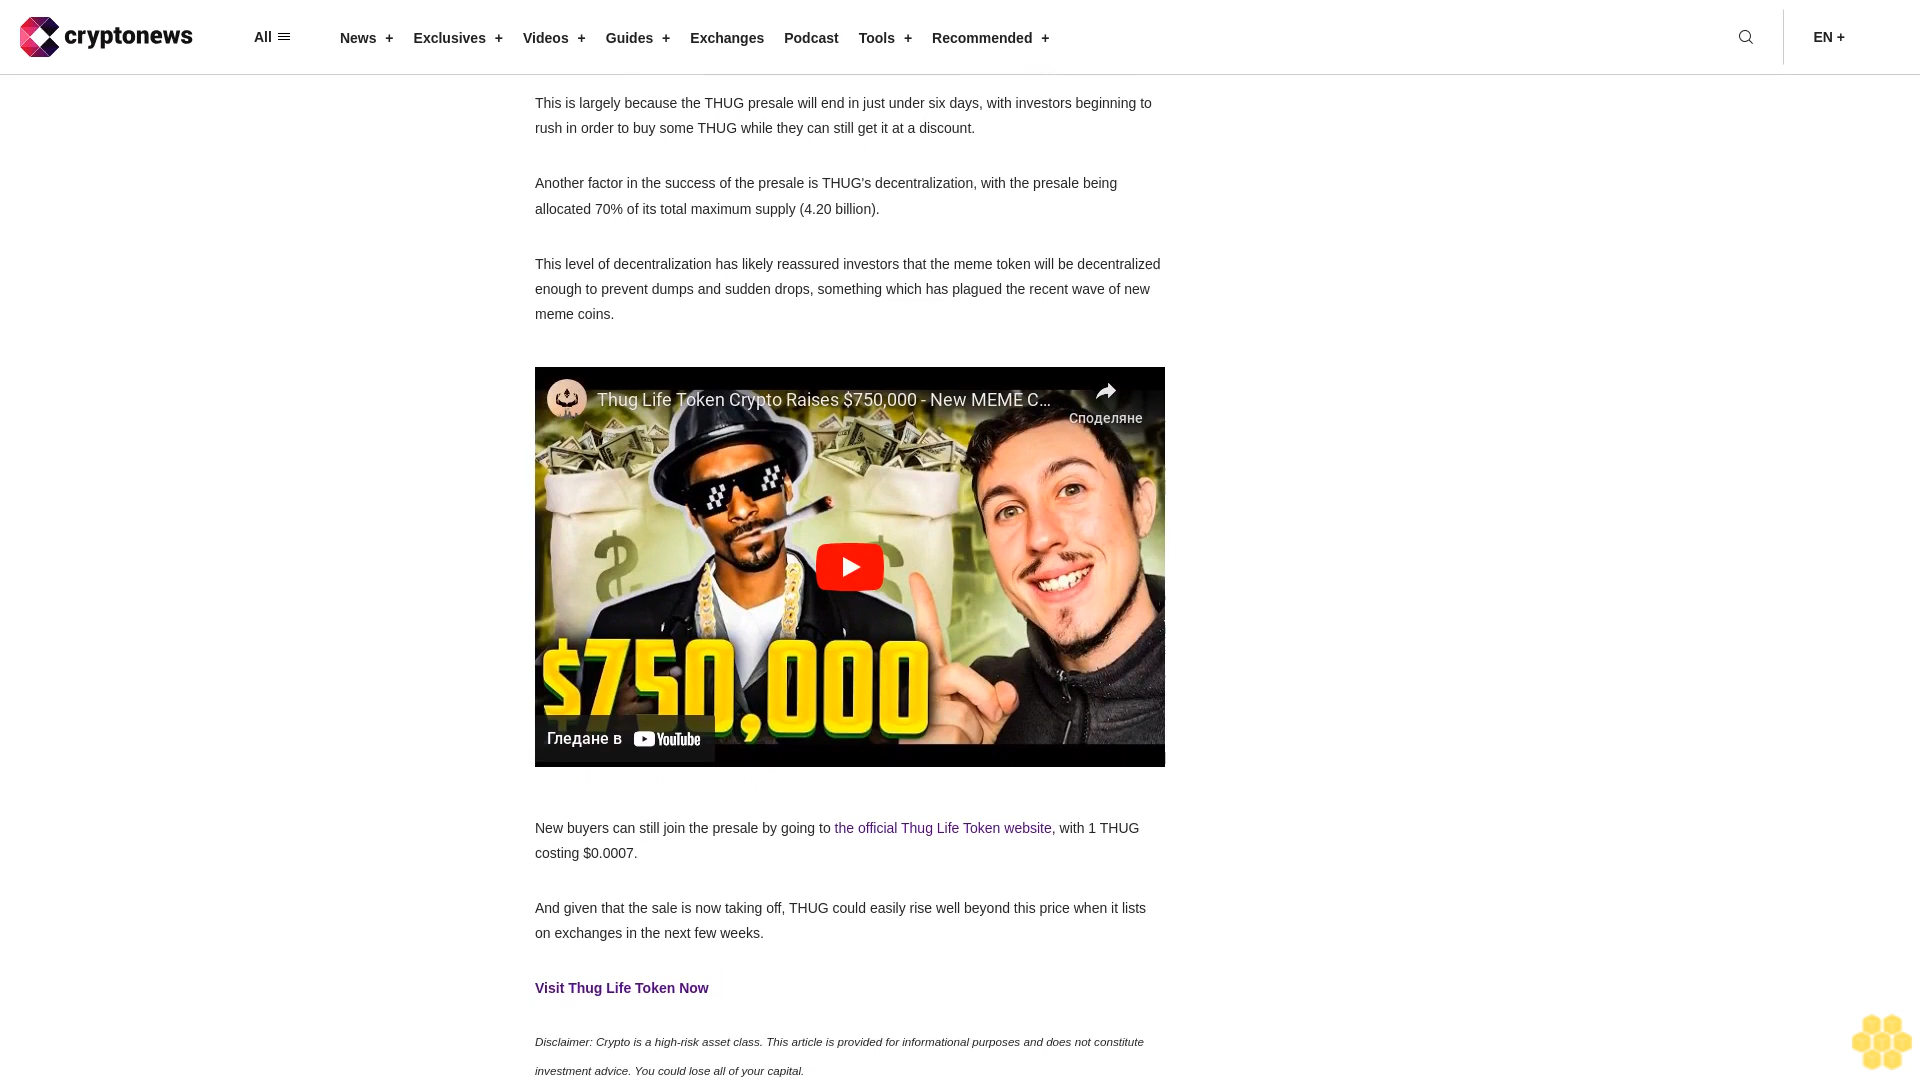 cryptonews
All
News +
Exclusives +
Videos +
Guides +
Exchanges
Podcast
Tools +
Recommended +
EN +
This is largely because the THUG presale will end in just under six days, with investors beginning to
rush in order to buy some THUG while they can still get it at a discount.
Another factor in the success of the presale is THUG's decentralization, with the presale being
allocated 70% of its total maximum supply (4.20 billion).
This level of decentralization has likely reassured investors that the meme token will be decentralized
enough to prevent dumps and sudden drops, something which has plagued the recent wave of new
meme coins.
Thug Life Token Crypto Raises $750,000 - New MEME C...
Споделяне
$750,000
Гледане в YouTube
New buyers can still join the presale by going to the official Thug Life Token website, with 1 THUG
costing $0.0007.
And given that the sale is now taking off, THUG could easily rise well beyond this price when it lists
on exchanges in the next few weeks.
Visit Thug Life Token Now
Disclaimer: Crypto is a high-risk asset class. This article is provided for informational purposes and does not constitute
investment advice. You could lose all of your capital.